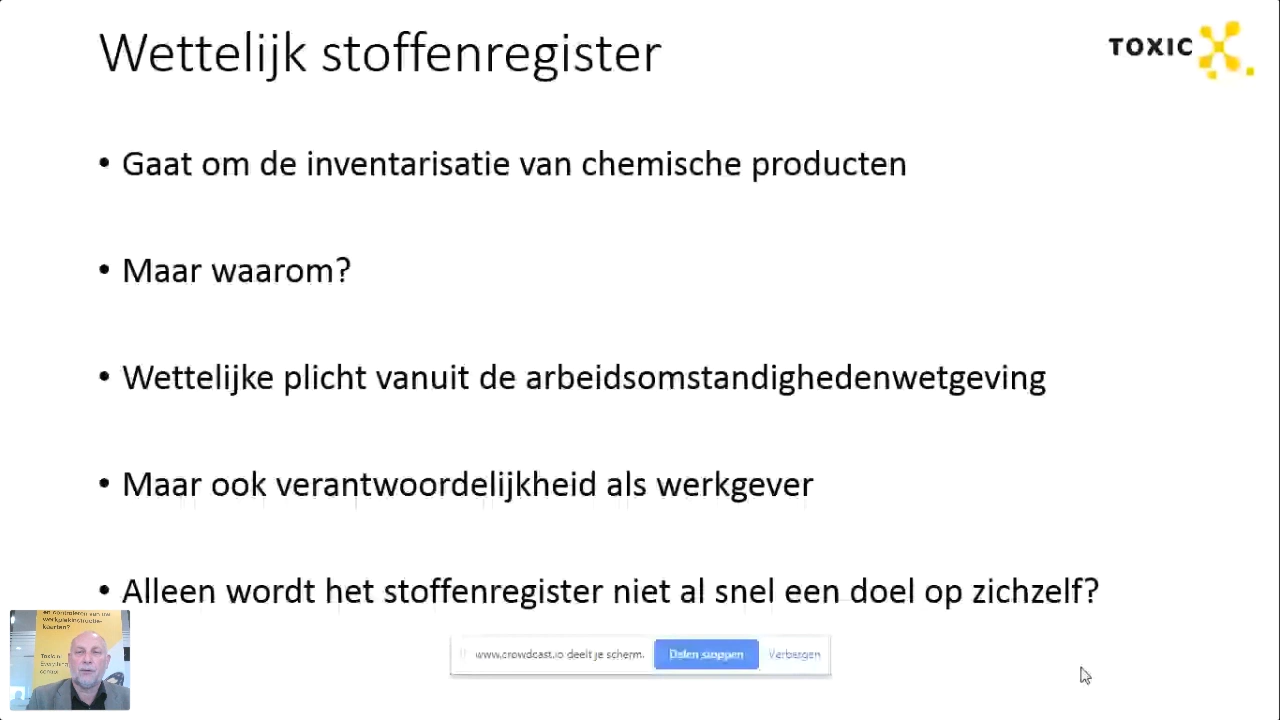 Wettelijk stoffenregister
TOXIC
• Gaat om de inventarisatie van chemische producten
• Maar waarom?
• Wettelijke plicht vanuit de arbeidsomstandighedenwetgeving
• Maar ook verantwoordelijkheid als werkgever
• Alleen wordt het stoffenregister niet al snel een doel op zichzelf?
werkplekinstructie-
kaarten?
www.crowdcast.io deelt je scherm.
Delen stoppen
Verbergen